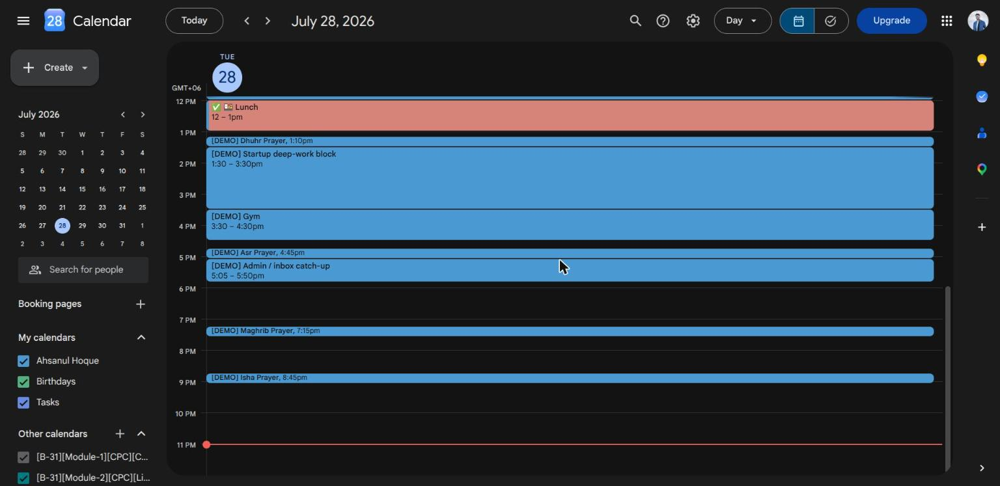 28 Calendar
Today
July 28, 2026
Day
Upgrade
Create
July 2026
S M T W T F S
28 29 30 1 2 3 4
5 6 7 8 9 10 11
12 13 14 15 16 17 18
19 20 21 22 23 24 25
26 27 28 29 30 31 1
2 3 4 5 6 7 8
Search for people
Booking pages
My calendars
Ahsanul Hoque
Birthdays
Tasks
Other calendars
[B-31][Module-1][CPC][C...
[B-31][Module-2][CPC][Li...
TUE
28
GMT+06
12 PM
✅ 🍱 Lunch
12 – 1pm
1 PM
[DEMO] Dhuhr Prayer, 1:10pm
[DEMO] Startup deep-work block
1:30 – 3:30pm
2 PM
3 PM
[DEMO] Gym
3:30 – 4:30pm
4 PM
[DEMO] Asr Prayer, 4:45pm
5 PM
[DEMO] Admin / inbox catch-up
5:05 – 5:50pm
6 PM
7 PM
[DEMO] Maghrib Prayer, 7:15pm
8 PM
[DEMO] Isha Prayer, 8:45pm
9 PM
10 PM
11 PM